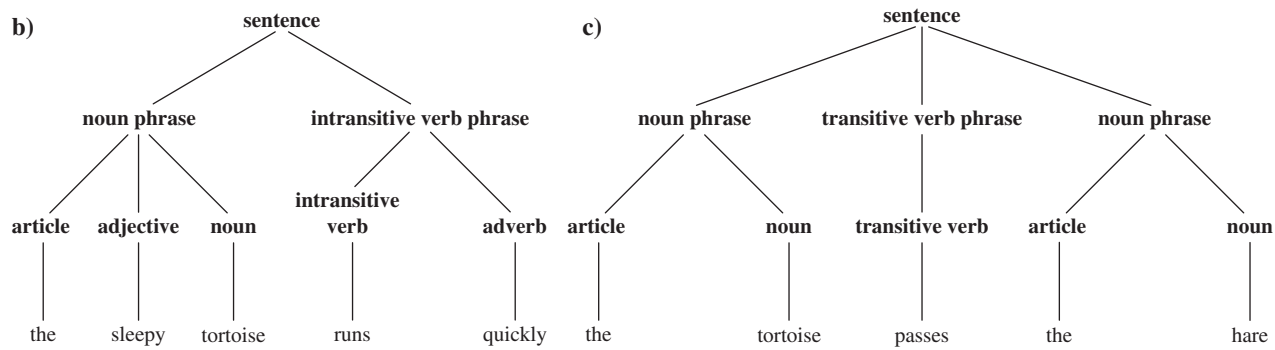 b)
sentence
noun phrase intransitive verb phrase
article adjective noun intransitive verb adverb
the sleepy tortoise runs quickly
c)
sentence
noun phrase transitive verb phrase noun phrase
article noun transitive verb article noun
the tortoise passes the hare